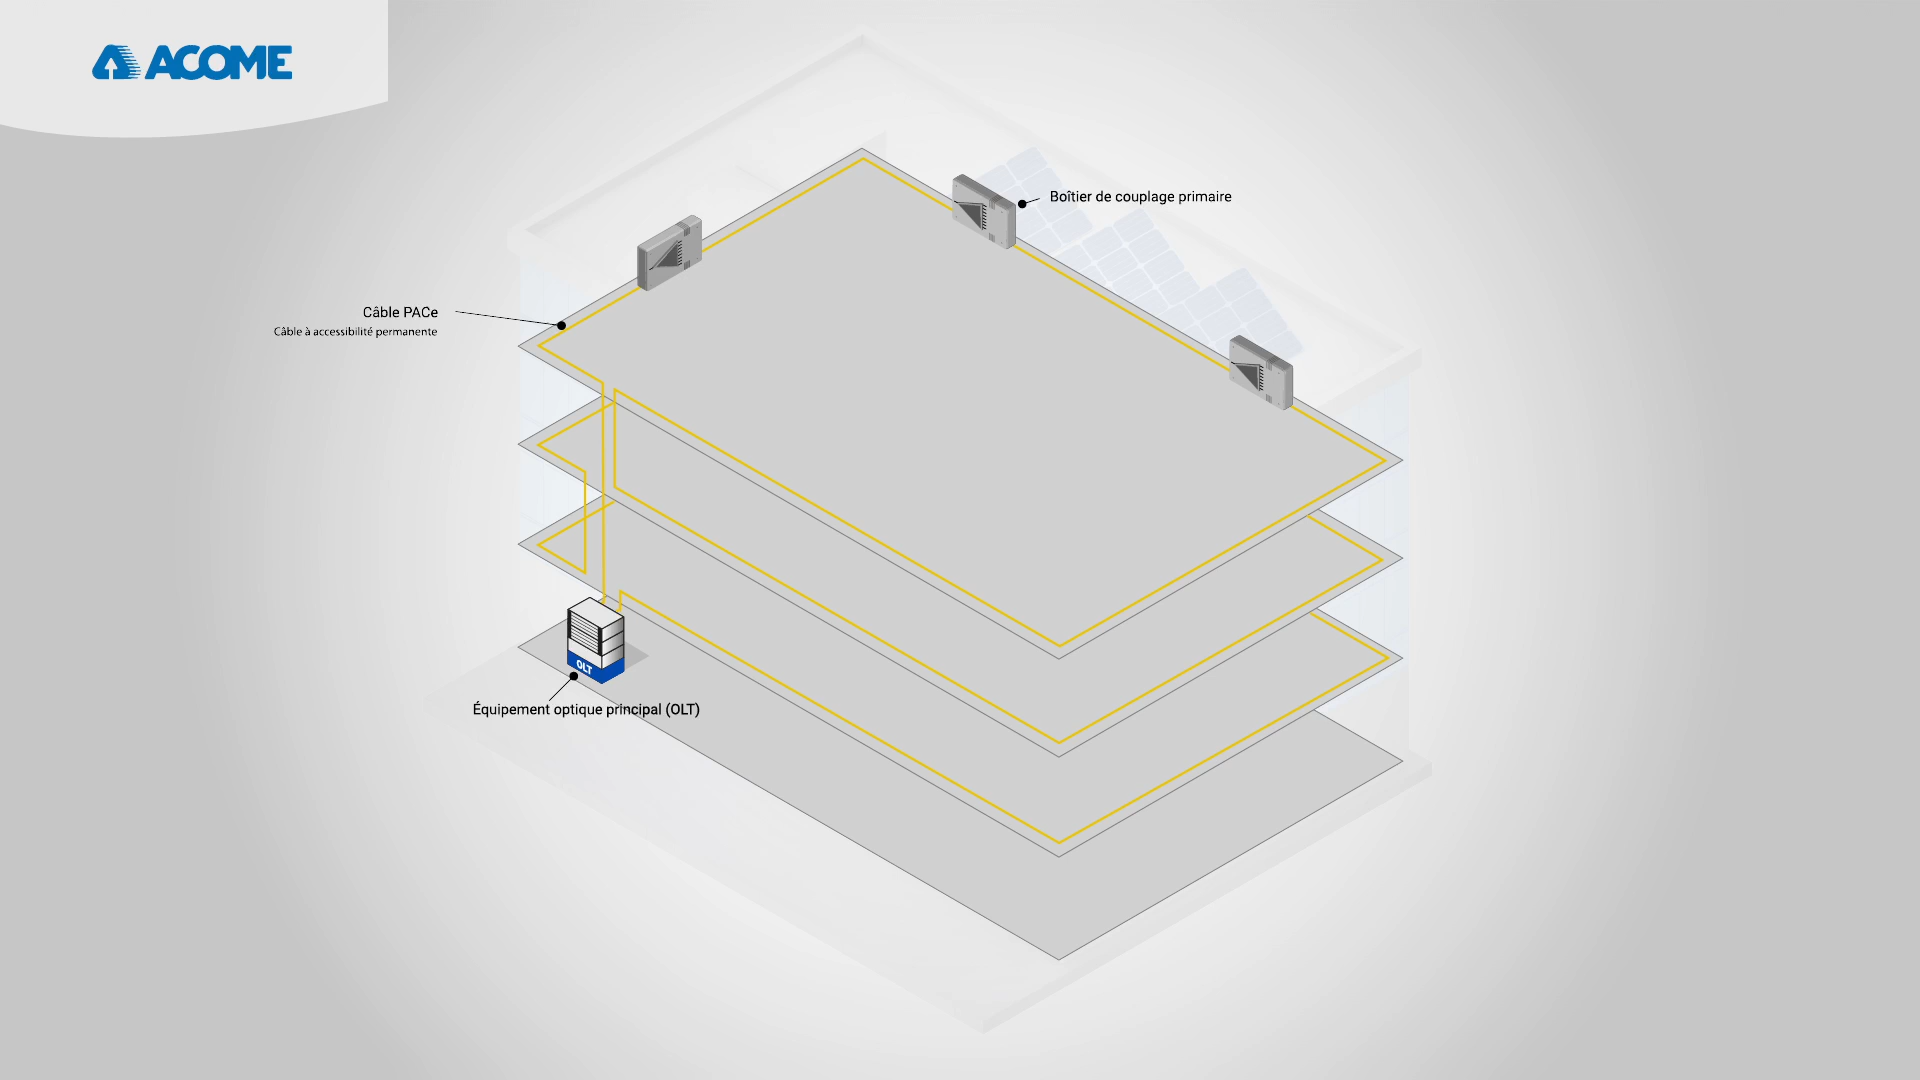 ACOME
Boîtier de couplage primaire
Câble PACe
Câble à accessibilité permanente
OLT
Équipement optique principal (OLT)